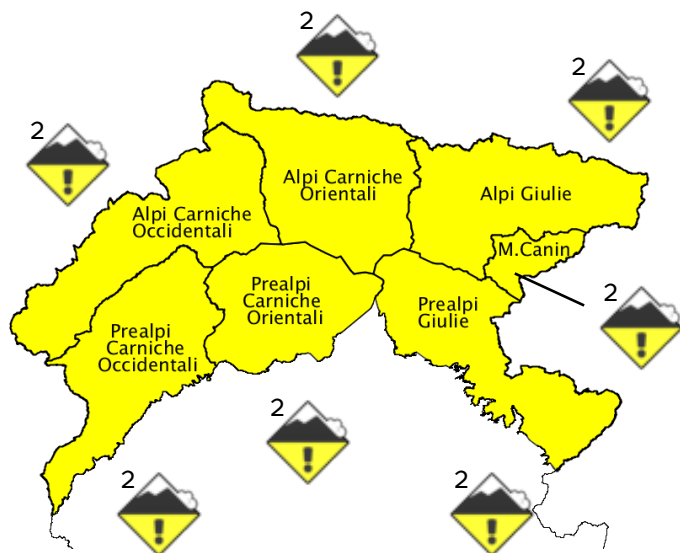 2
2
2
Alpi Carniche
Orientali
Alpi Giulie
Alpi Carniche
Occidentali
M.Canin
Prealpi
Carniche
Orientali
2
Prealpi
Giulie
Prealpi
Carniche
Occidentali
2
2
2